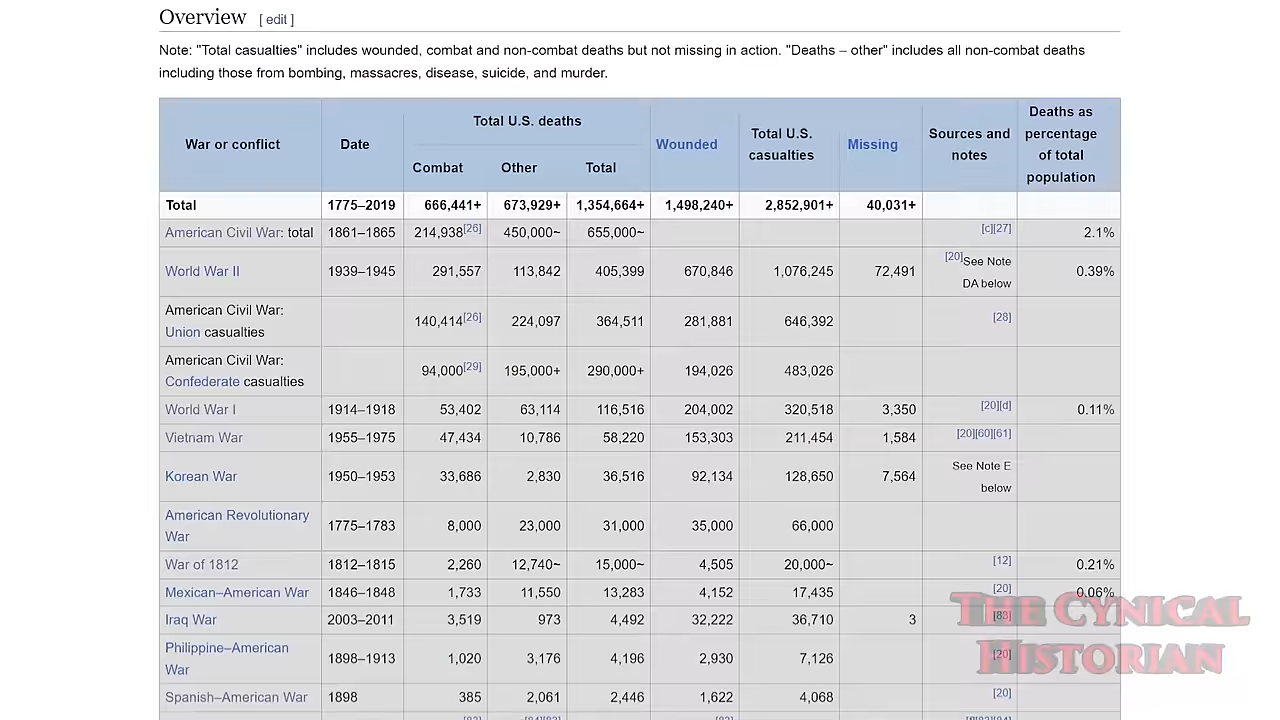 Overview [ edit ]
Note: "Total casualties" includes wounded, combat and non-combat deaths but not missing in action. "Deaths – other" includes all non-combat deaths
including those from bombing, massacres, disease, suicide, and murder.
War or conflict Date Total U.S. deaths Combat Other Total Wounded Total U.S. casualties Missing Sources and notes Deaths as percentage of total population
Total 1775–2019 666,441+ 673,929+ 1,354,664+ 1,498,240+ 2,852,901+ 40,031+
American Civil War: total 1861–1865 214,938[26] 450,000~ 655,000~ [c][27] 2.1%
World War II 1939–1945 291,557 113,842 405,399 670,846 1,076,245 72,491 [20]See Note DA below 0.39%
American Civil War: Union casualties 140,414[26] 224,097 364,511 281,881 646,392 [28]
American Civil War: Confederate casualties 94,000[29] 195,000+ 290,000+ 194,026 483,026
World War I 1914–1918 53,402 63,114 116,516 204,002 320,518 3,350 [20][d] 0.11%
Vietnam War 1955–1975 47,434 10,786 58,220 153,303 211,454 1,584 [20][60][61]
Korean War 1950–1953 33,686 2,830 36,516 92,134 128,650 7,564 See Note E below
American Revolutionary War 1775–1783 8,000 23,000 31,000 35,000 66,000
War of 1812 1812–1815 2,260 12,740~ 15,000~ 4,505 20,000~ [12] 0.21%
Mexican–American War 1846–1848 1,733 11,550 13,283 4,152 17,435 [20] 0.06%
Iraq War 2003–2011 3,519 973 4,492 32,222 36,710 3 [83]
Philippine–American War 1898–1913 1,020 3,176 4,196 2,930 7,126 [20]
Spanish–American War 1898 385 2,061 2,446 1,622 4,068 [20]
The Cynical
Historian